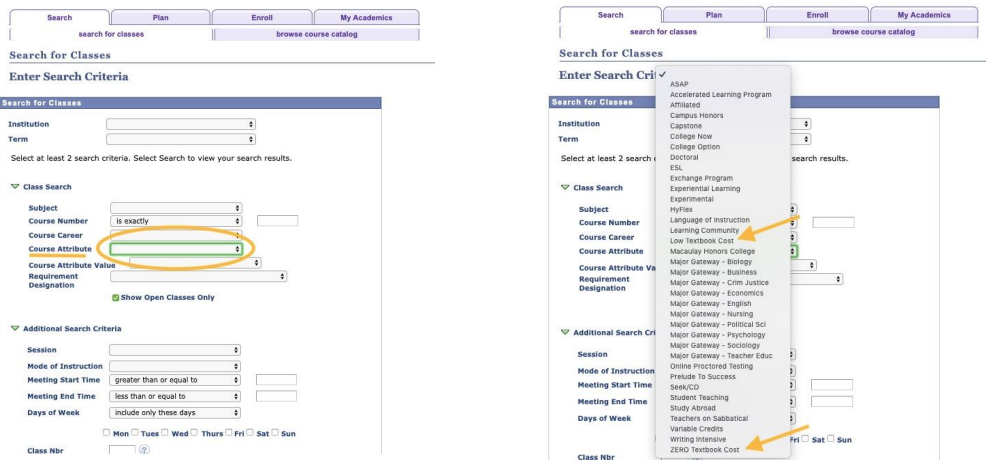 Search Plan Enroll My Academics
search for classes browse course catalog
Search for Classes
Enter Search Criteria
Search for Classes
Institution
Term
Select at least 2 search criteria. Select Search to view your search results.
Class Search
Subject
Course Number is exactly
Course Career
Course Attribute
Course Attribute Value
Requirement
Designation
Show Open Classes Only
Additional Search Criteria
Session
Mode of Instruction
Meeting Start Time greater than or equal to
Meeting End Time less than or equal to
Days of Week include only these days
Mon Tues Wed Thurs Fri Sat Sun
Class Nbr
Search Plan Enroll My Academics
search for classes browse course catalog
Search for Classes
Enter Search Crit
Search for Classes
Institution
Term
Select at least 2 search search results.
Class Search
Subject
Course Number
Course Career
Course Attribute
Course Attribute Va
Requirement
Designation
Additional Search Cri
Session
Mode of Instruction
Meeting Start Time
Meeting End Time
Days of Week
Fri Sat Sun
Class Nbr
ASAP
Accelerated Learning Program
Affiliated
Campus Honors
Capstone
College Now
College Option
Doctoral
ESL
Exchange Program
Experiential Learning
Experimental
HyFlex
Language of Instruction
Learning Community
Low Textbook Cost
Macaulay Honors College
Major Gateway - Biology
Major Gateway - Business
Major Gateway - Crim Justice
Major Gateway - Economics
Major Gateway - English
Major Gateway - Nursing
Major Gateway - Political Sci
Major Gateway - Psychology
Major Gateway - Sociology
Major Gateway - Teacher Educ
Online Proctored Testing
Prelude To Success
Seek/CD
Student Teaching
Study Abroad
Teachers on Sabbatical
Variable Credits
Writing Intensive
ZERO Textbook Cost